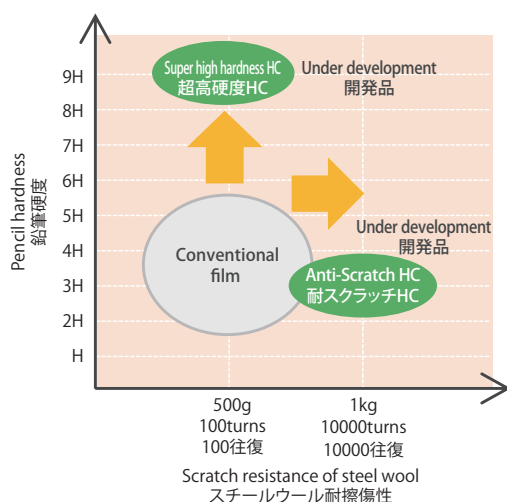 Pencil hardness
鉛筆硬度
9H
8H
7H
6H
5H
4H
3H
2H
H
Super high hardness HC
超高硬度HC
Under development
開発品
Conventional
film
Under development
開発品
Anti-Scratch HC
耐スクラッチHC
500g
100turns
100往復
1kg
10000turns
10000往復
Scratch resistance of steel wool
スチールウール耐擦傷性